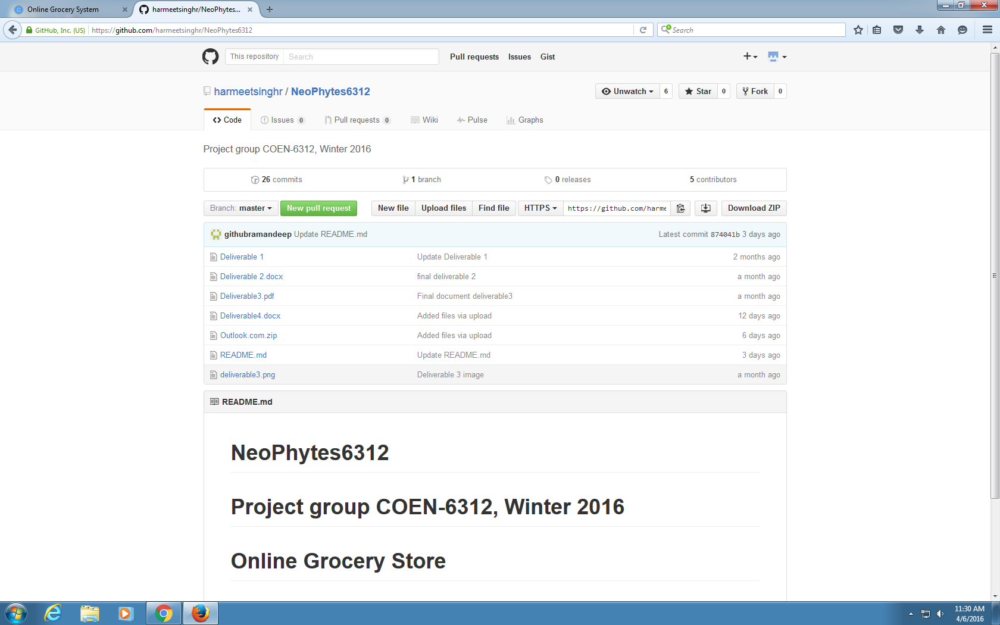 Online Grocery System
harmeetsinghr/NeoPhytes...
GitHub, Inc. (US) https://github.com/harmeetsinghr/NeoPhytes6312
Search
This repository Search Pull requests Issues Gist
harmeetsinghr / NeoPhytes6312
Unwatch 6 Star 0 Fork 0
Code Issues 0 Pull requests 0 Wiki Pulse Graphs
Project group COEN-6312, Winter 2016
26 commits 1 branch 0 releases 5 contributors
Branch: master New pull request New file Upload files Find file HTTPS https://github.com/harme Download ZIP
githubramandeep Update README.md Latest commit 874041b 3 days ago
Deliverable 1 Update Deliverable 1 2 months ago
Deliverable 2.docx final deliverable 2 a month ago
Deliverable3.pdf Final document deliverable3 a month ago
Deliverable4.docx Added files via upload 12 days ago
Outlook.com.zip Added files via upload 6 days ago
README.md Update README.md 3 days ago
deliverable3.png Deliverable 3 image a month ago
README.md
NeoPhytes6312
Project group COEN-6312, Winter 2016
Online Grocery Store
11:30 AM
4/6/2016